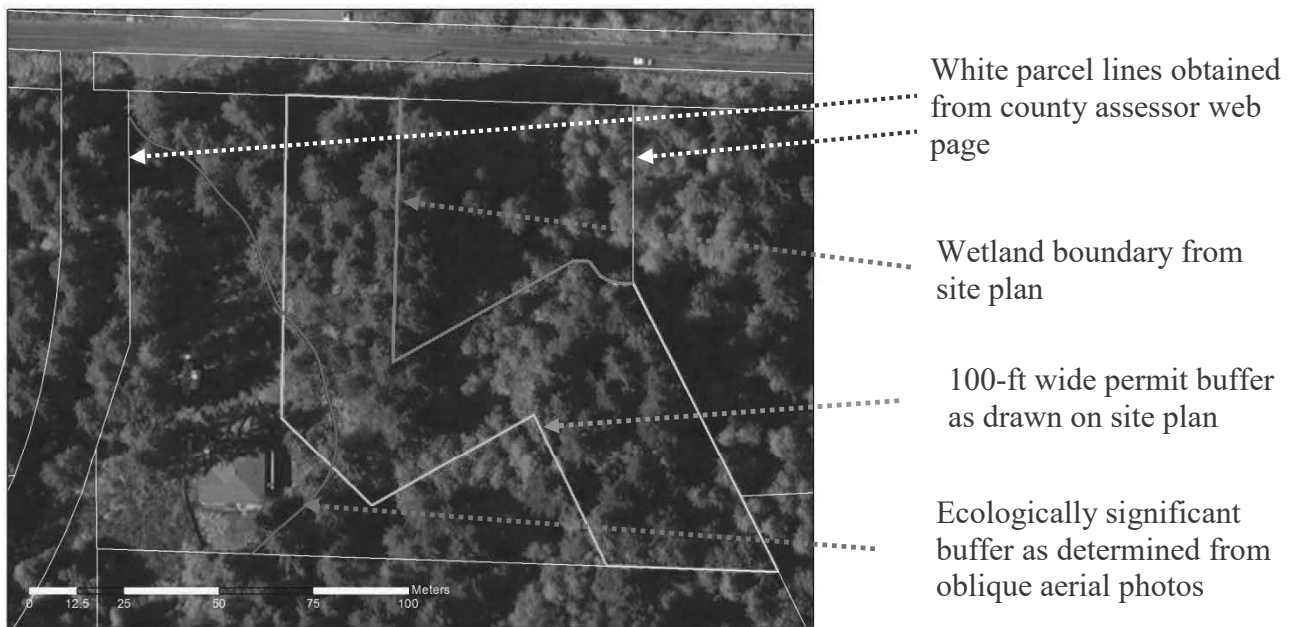 White parcel lines obtained
from county assessor web
page
Wetland boundary from
site plan
100-ft wide permit buffer
as drawn on site plan
Ecologically significant
buffer as determined from
oblique aerial photos
Meters
0 12.5 25 50 75 100